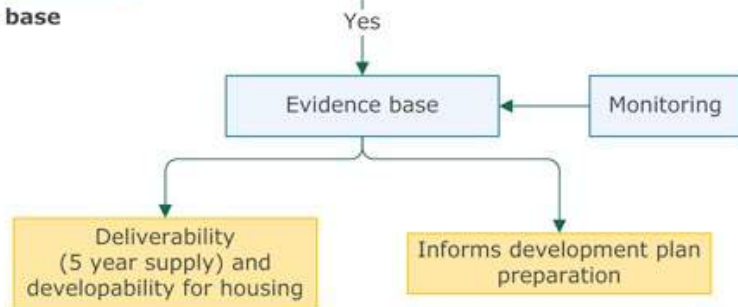 base
Yes
Evidence base
Monitoring
Deliverability
(5 year supply) and
developability for housing
Informs development plan
preparation